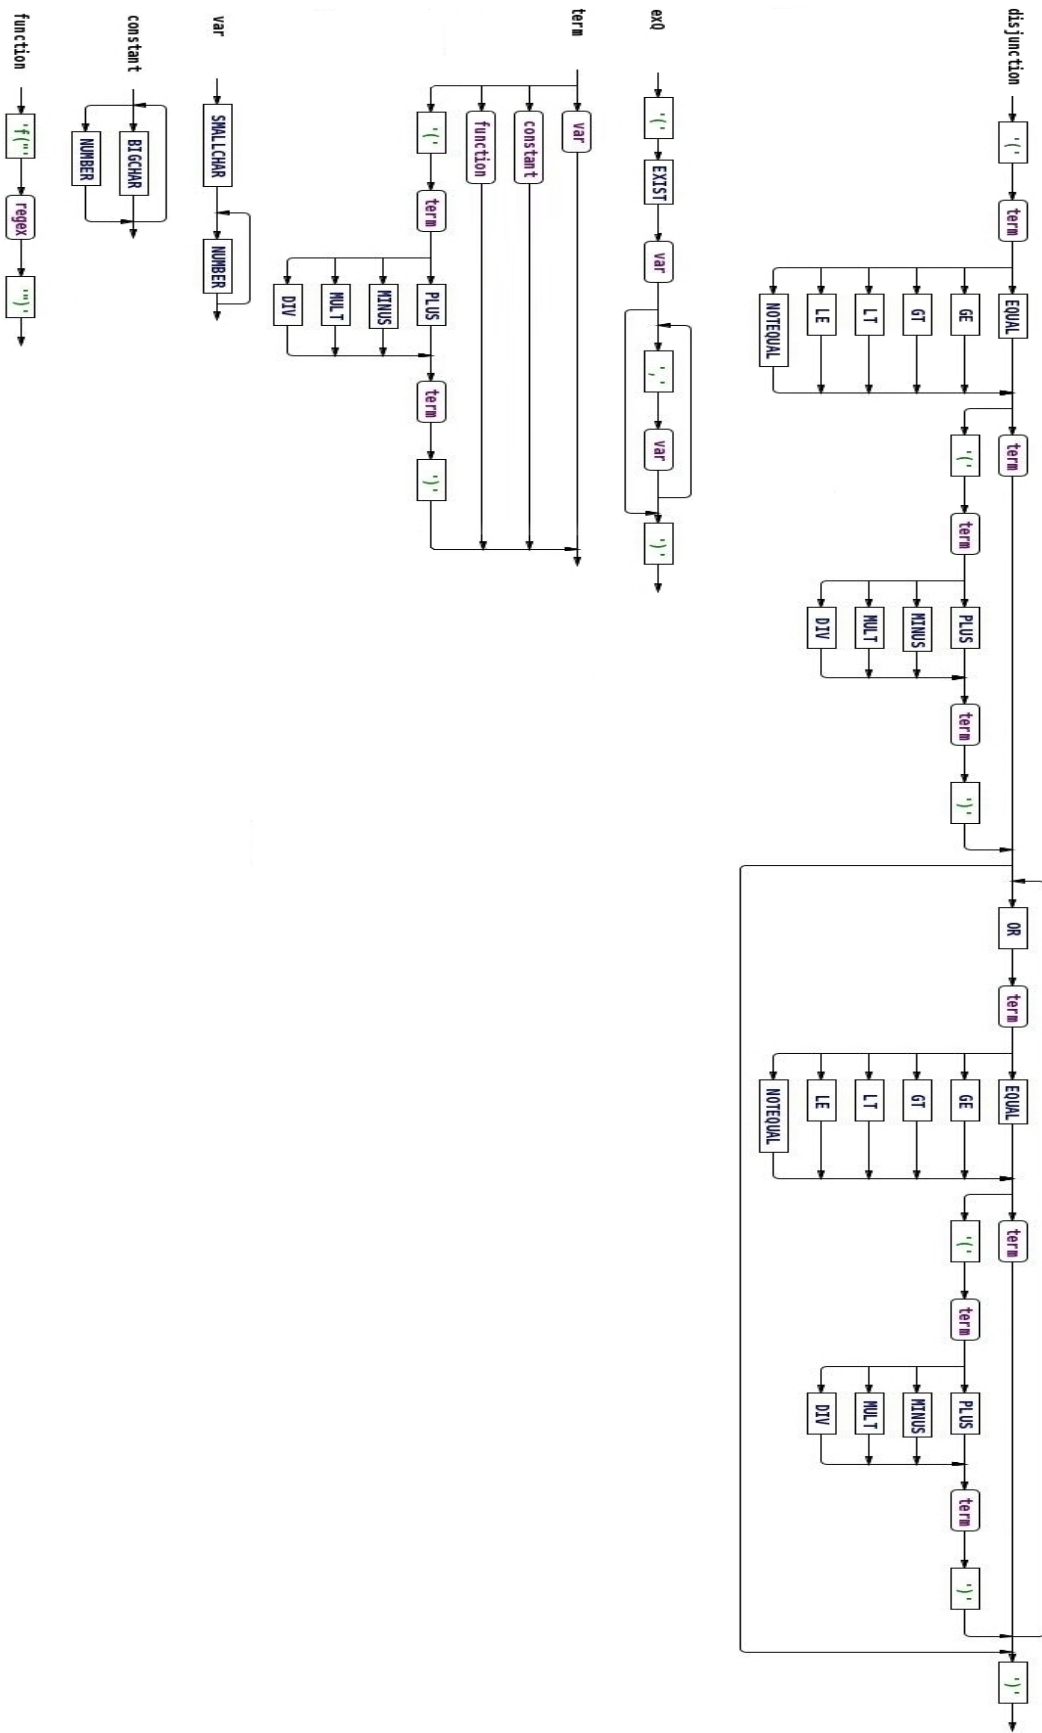 disjunction '(' term EQUAL term OR term EQUAL term ')'
GE '(' term PLUS term ')' GE '(' term PLUS term ')'
GT MINUS GT MINUS
LT MULT LT MULT
LE DIV LE DIV
NOTEQUAL NOTEQUAL
exQ '(' EXIST var ',' var ')'
term var
constant
function
'(' term PLUS term ')'
MINUS
MULT
DIV
var SMALLCHAR NUMBER
constant BIGCHAR
NUMBER
function 'f("' regex '")'